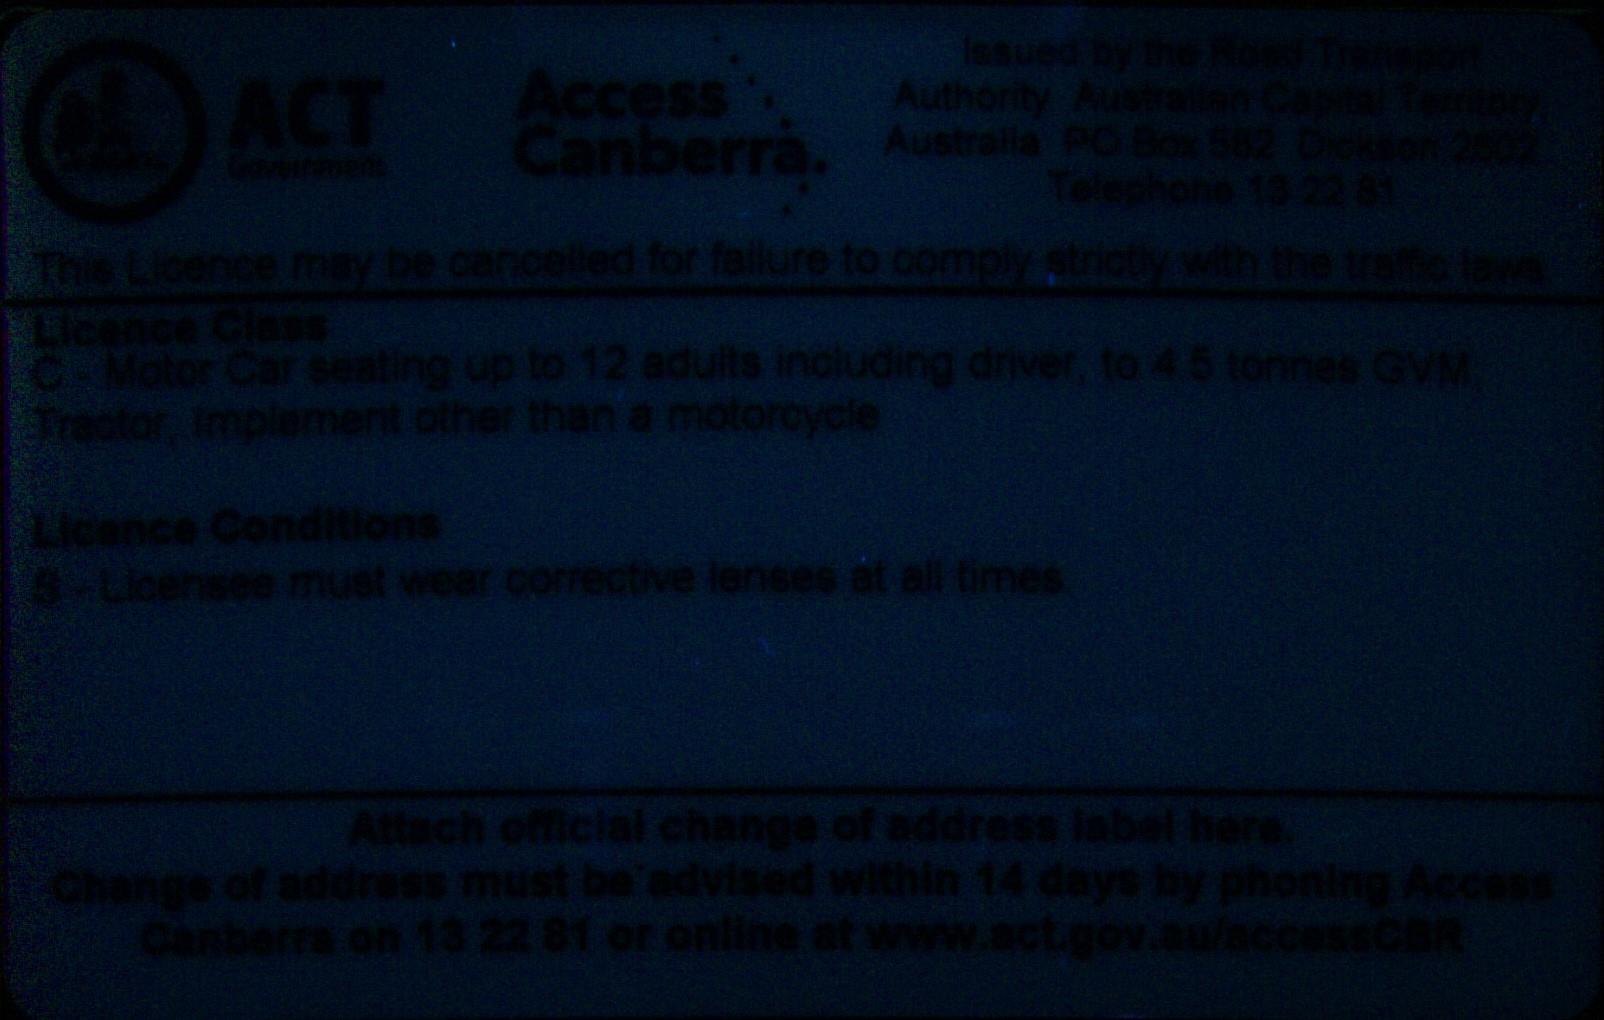 ACT
Government
Access
Canberra.
Issued by the Road Transport
Authority Australian Capital Territory,
Australia PO Box 582 Dickson 2602
Telephone 13 22 81
This Licence may be cancelled for failure to comply strictly with the traffic laws
Licence Class
C - Motor Car seating up to 12 adults including driver, to 4.5 tonnes GVM,
Tractor, Implement other than a motorcycle
Licence Conditions
S - Licensee must wear corrective lenses at all times.
Attach official change of address label here.
Change of address must be advised within 14 days by phoning Access
Canberra on 13 22 81 or online at www.act.gov.au/accessCBR